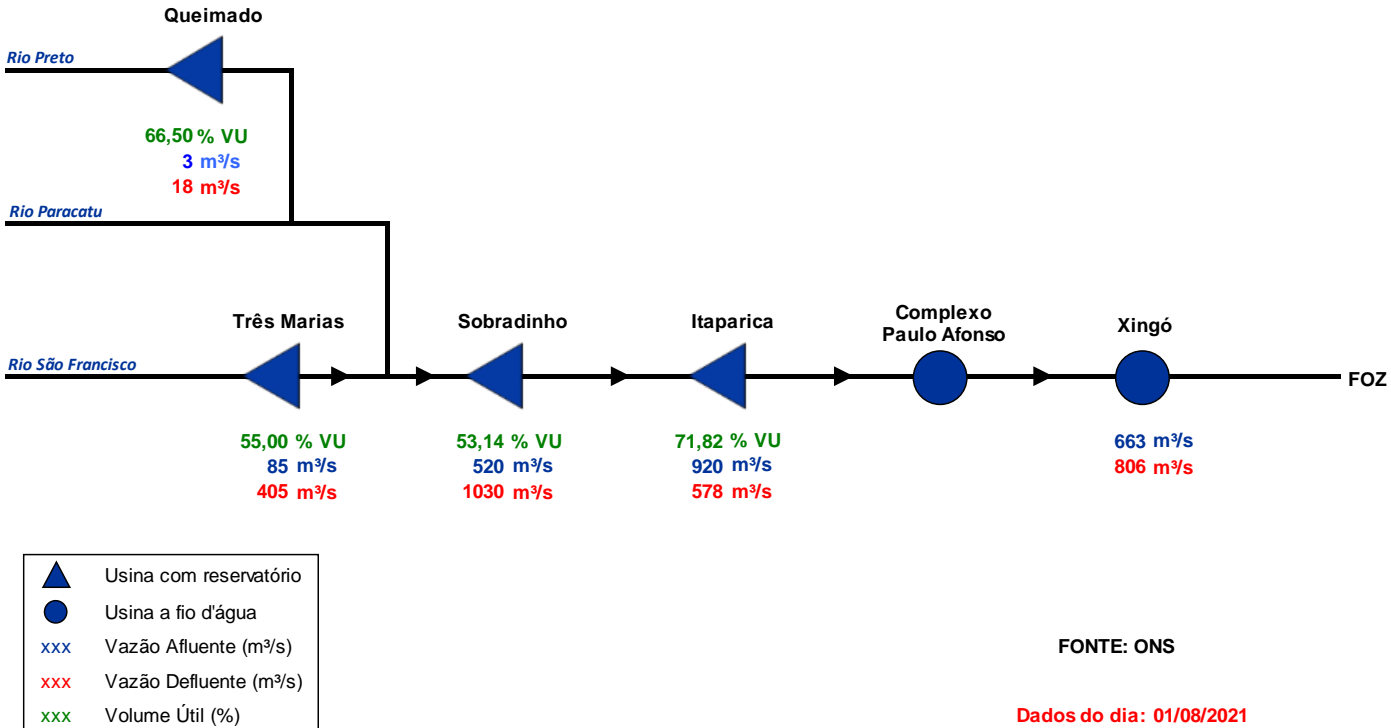 Queimado
Rio Preto
66,50 % VU
3 m³/s
18 m³/s
Rio Paracatu
Três Marias
Sobradinho
Itaparica
Complexo
Paulo Afonso
Xingó
Rio São Francisco
FOZ
55,00 % VU
85 m³/s
405 m³/s
53,14 % VU
520 m³/s
1030 m³/s
71,82 % VU
920 m³/s
578 m³/s
663 m³/s
806 m³/s
Usina com reservatório
Usina a fio d'água
xxx Vazão Afluente (m³/s)
xxx Vazão Defluente (m³/s)
xxx Volume Útil (%)
FONTE: ONS
Dados do dia: 01/08/2021